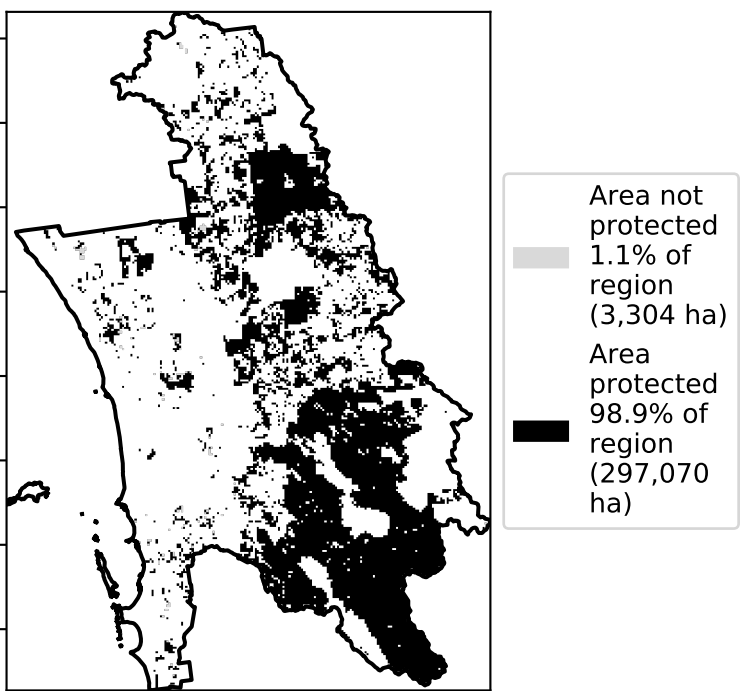 Area not
protected
1.1% of
region
(3,304 ha)
Area
protected
98.9% of
region
(297,070
ha)